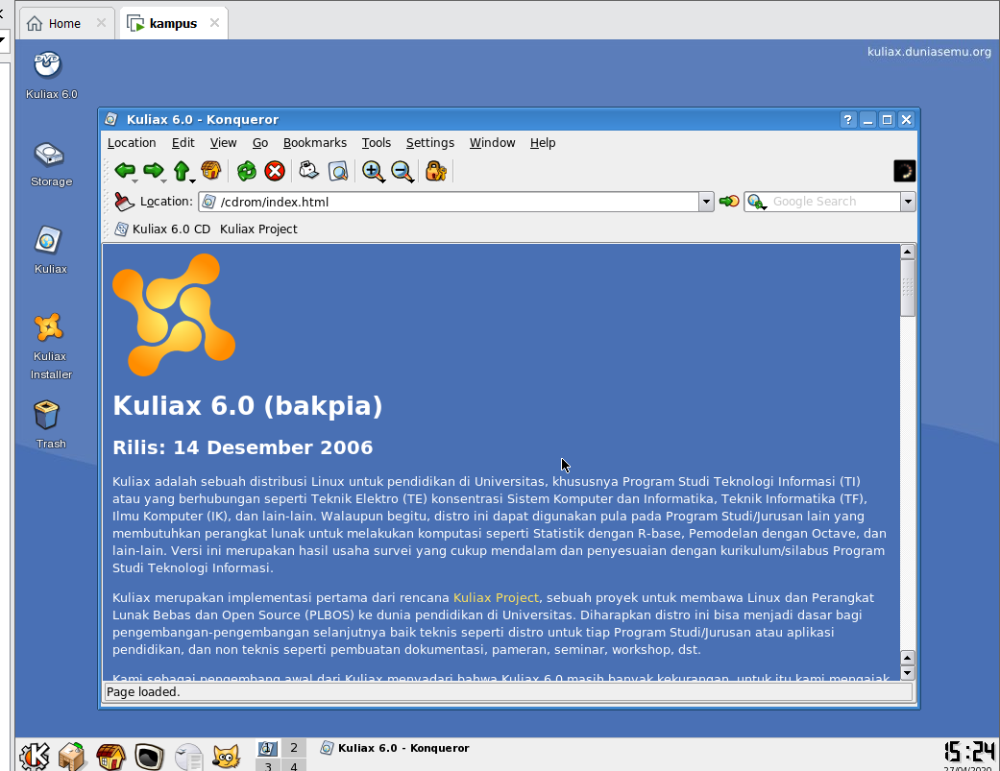 Home
kampus
kuliax.duniasemu.org
Kuliax 6.0
Storage
Kuliax
Kuliax
Installer
Trash
Kuliax 6.0 - Konqueror
Location Edit View Go Bookmarks Tools Settings Window Help
Location: /cdrom/index.html Google Search
Kuliax 6.0 CD Kuliax Project
Kuliax 6.0 (bakpia)
Rilis: 14 Desember 2006
Kuliax adalah sebuah distribusi Linux untuk pendidikan di Universitas, khususnya Program Studi Teknologi Informasi (TI)
atau yang berhubungan seperti Teknik Elektro (TE) konsentrasi Sistem Komputer dan Informatika, Teknik Informatika (TF),
Ilmu Komputer (IK), dan lain-lain. Walaupun begitu, distro ini dapat digunakan pula pada Program Studi/Jurusan lain yang
membutuhkan perangkat lunak untuk melakukan komputasi seperti Statistik dengan R-base, Pemodelan dengan Octave, dan
lain-lain. Versi ini merupakan hasil usaha survei yang cukup mendalam dan penyesuaian dengan kurikulum/silabus Program
Studi Teknologi Informasi.
Kuliax merupakan implementasi pertama dari rencana Kuliax Project, sebuah proyek untuk membawa Linux dan Perangkat
Lunak Bebas dan Open Source (PLBOS) ke dunia pendidikan di Universitas. Diharapkan distro ini bisa menjadi dasar bagi
pengembangan-pengembangan selanjutnya baik teknis seperti distro untuk tiap Program Studi/Jurusan atau aplikasi
pendidikan, dan non teknis seperti pembuatan dokumentasi, pameran, seminar, workshop, dst.
Kami sebagai pengembang awal dari Kuliax menyadari bahwa Kuliax 6.0 masih banyak kekurangan, untuk itu kami mengajak
Page loaded.
1 2
3 4
Kuliax 6.0 - Konqueror
15:24
27/04/2020